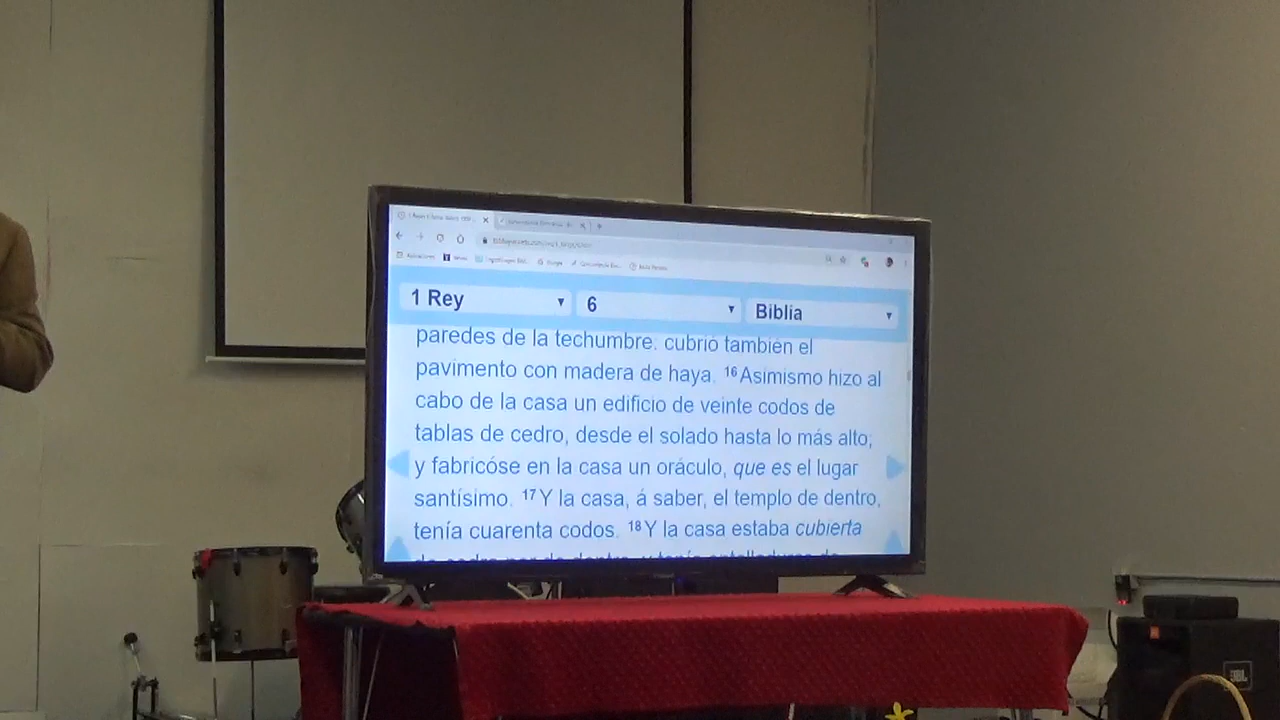 1 Rey
6
Biblia
paredes de la techumbre: cubrió también el
pavimento con madera de haya. 16 Asimismo hizo al
cabo de la casa un edificio de veinte codos de
tablas de cedro, desde el solado hasta lo más alto;
y fabricóse en la casa un oráculo, que es el lugar
santísimo. 17 Y la casa, á saber, el templo de dentro,
tenía cuarenta codos. 18 Y la casa estaba cubierta
JBL